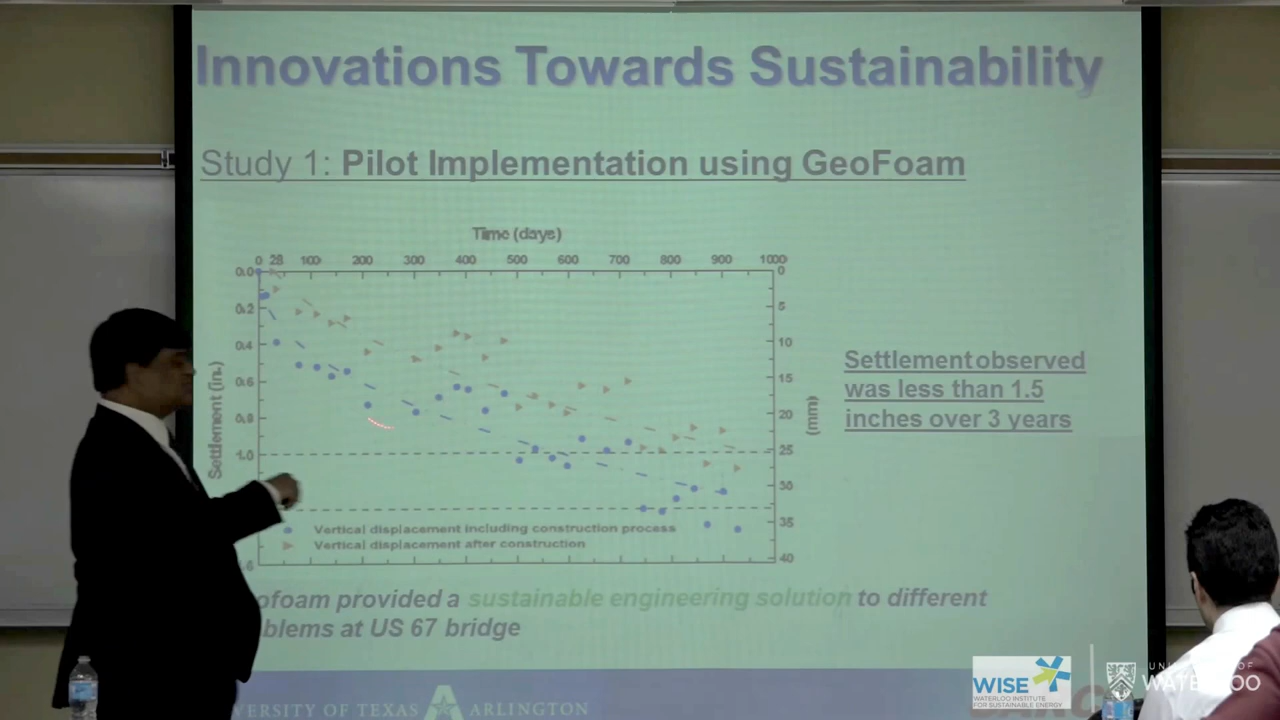 Innovations Towards Sustainability
Study 1: Pilot Implementation using GeoFoam
Time (days)
0 28 100 200 300 400 500 600 700 800 900 1000
0.0 0
0.2 5
0.4 10
0.6 15
0.8 20
1.0 25
30
35
40
Settlement (in.)
(mm)
Vertical displacement including construction process
Vertical displacement after construction
Settlement observed
was less than 1.5
inches over 3 years
ofoam provided a sustainable engineering solution to different
blems at US 67 bridge
VERSITY OF TEXAS ARLINGTON
WISE
WATERLOO INSTITUTE
FOR SUSTAINABLE ENERGY
UNIVERSITY OF
WATERLOO